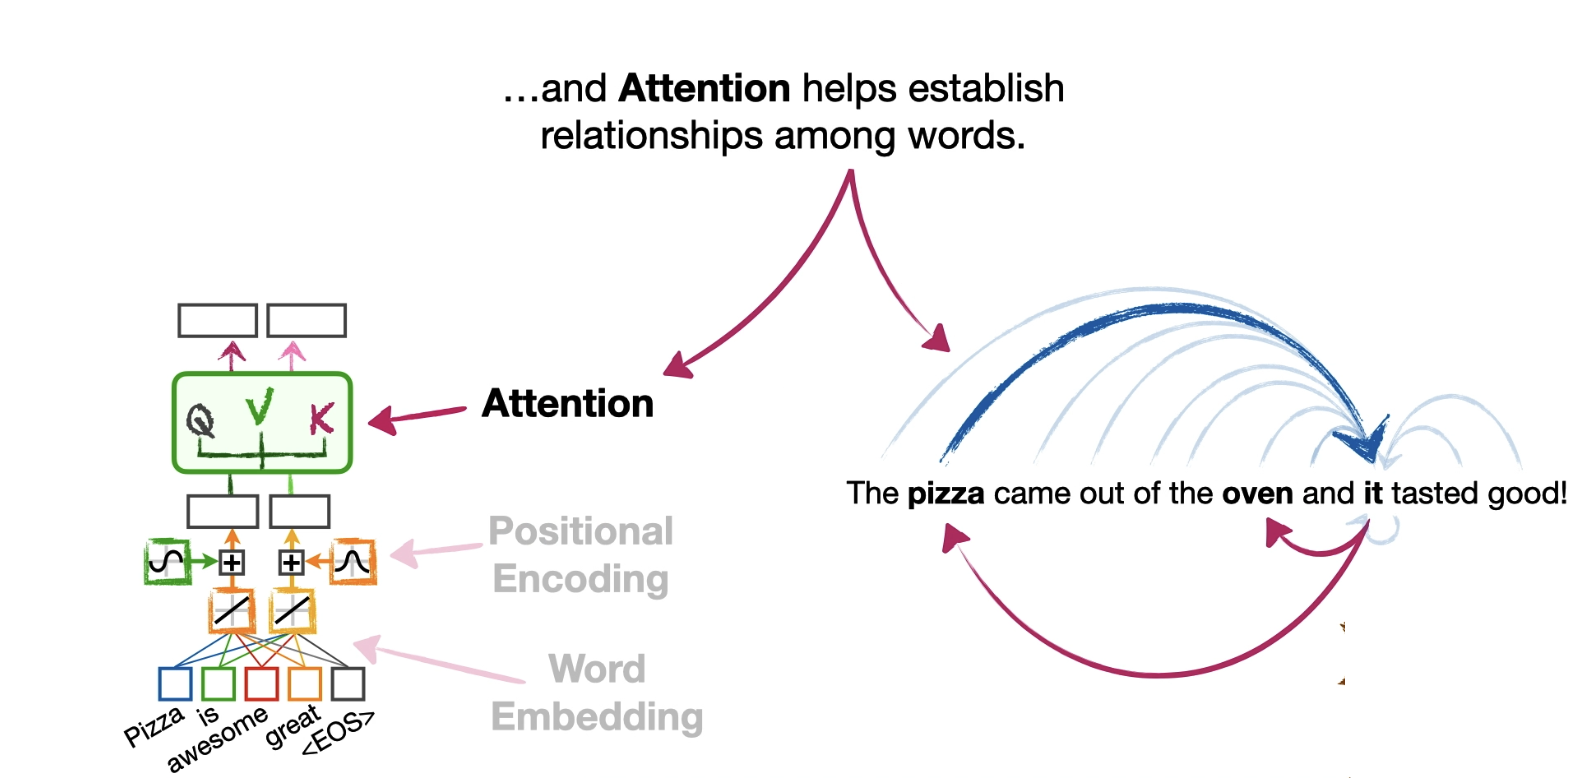 ...and Attention helps establish
relationships among words.
Q V K
Attention
The pizza came out of the oven and it tasted good!
Positional
Encoding
Word
Embedding
Pizza
is
awesome
great
<EOS>